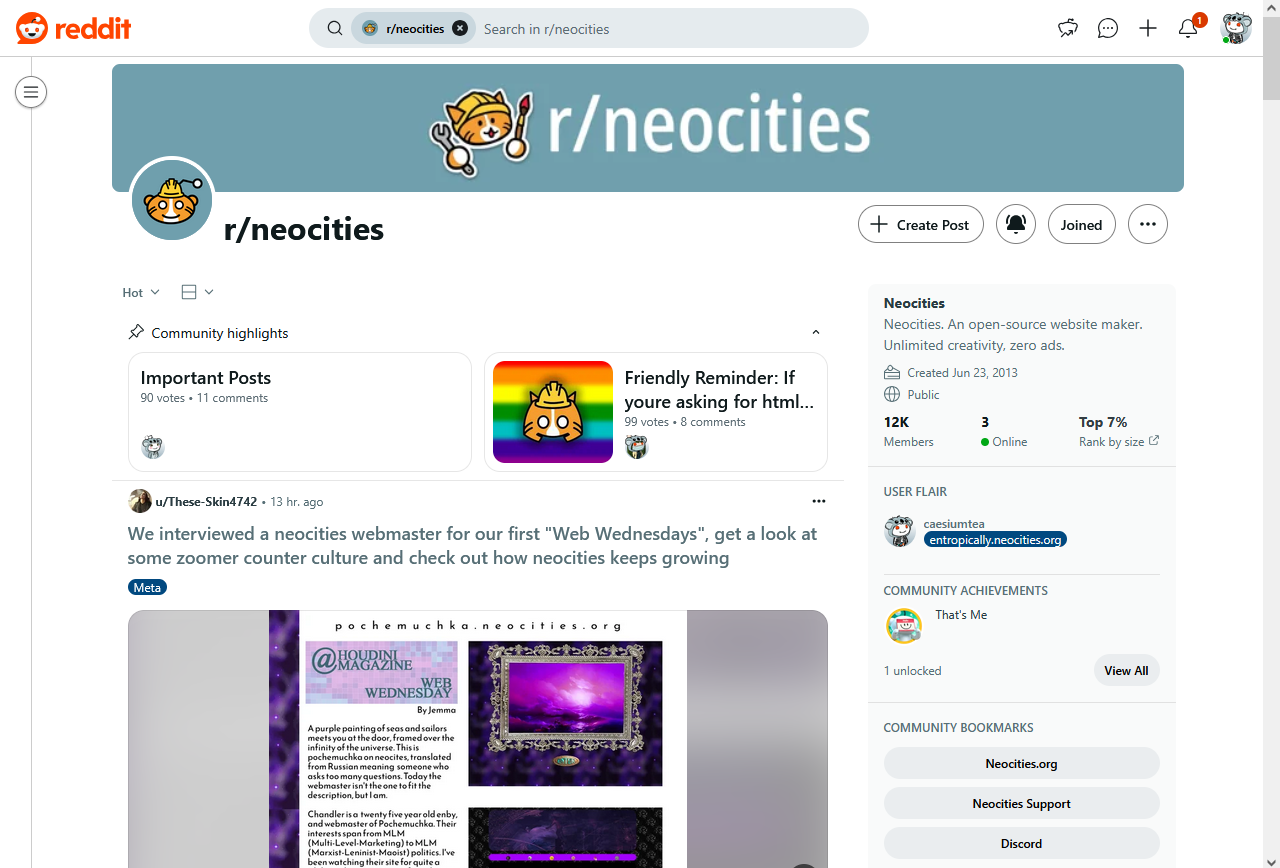 reddit
r/neocities
Search in r/neocities
1
r/neocities
r/neocities
Create Post
Joined
Hot
Community highlights
Important Posts
90 votes • 11 comments
Friendly Reminder: If
youre asking for html...
99 votes • 8 comments
u/These-Skin4742 • 13 hr. ago
We interviewed a neocities webmaster for our first "Web Wednesdays", get a look at
some zoomer counter culture and check out how neocities keeps growing
Meta
pochemuchka.neocities.org
@HOUDINI
MAGAZINE
WEB
WEDNESDAY
By Jemma
A purple painting of seas and sailors
meets you at the door, framed over the
infinity of the universe. This is
pochemuchka on neocites, translated
from Russian meaning someone who
asks too many questions. Today the
webmaster isn't the one to fit the
description, but I am.
Chandler is a twenty five year old enby,
and webmaster of Pochemuchka. Their
interests span from MLM
(Multi-Level-Marketing) to MLM
(Marxist-Leninist-Maoist) politics. I've
been watching their site for quite a
Neocities
Neocities. An open-source website maker.
Unlimited creativity, zero ads.
Created Jun 23, 2013
Public
12K
Members
3
Online
Top 7%
Rank by size
USER FLAIR
caesiumtea
entropically.neocities.org
COMMUNITY ACHIEVEMENTS
That's Me
1 unlocked
View All
COMMUNITY BOOKMARKS
Neocities.org
Neocities Support
Discord